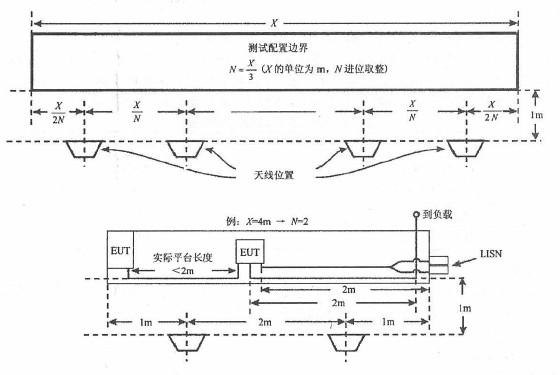 X
测试配置边界
N=X/3 (X的单位为m，N进位取整)
X/2N X/N X/N X/2N
1m
天线位置
例：X=4m → N=2
到负载
EUT
实际平台长度
<2m
EUT
LISN
2m
2m
1m 2m 1m
1m